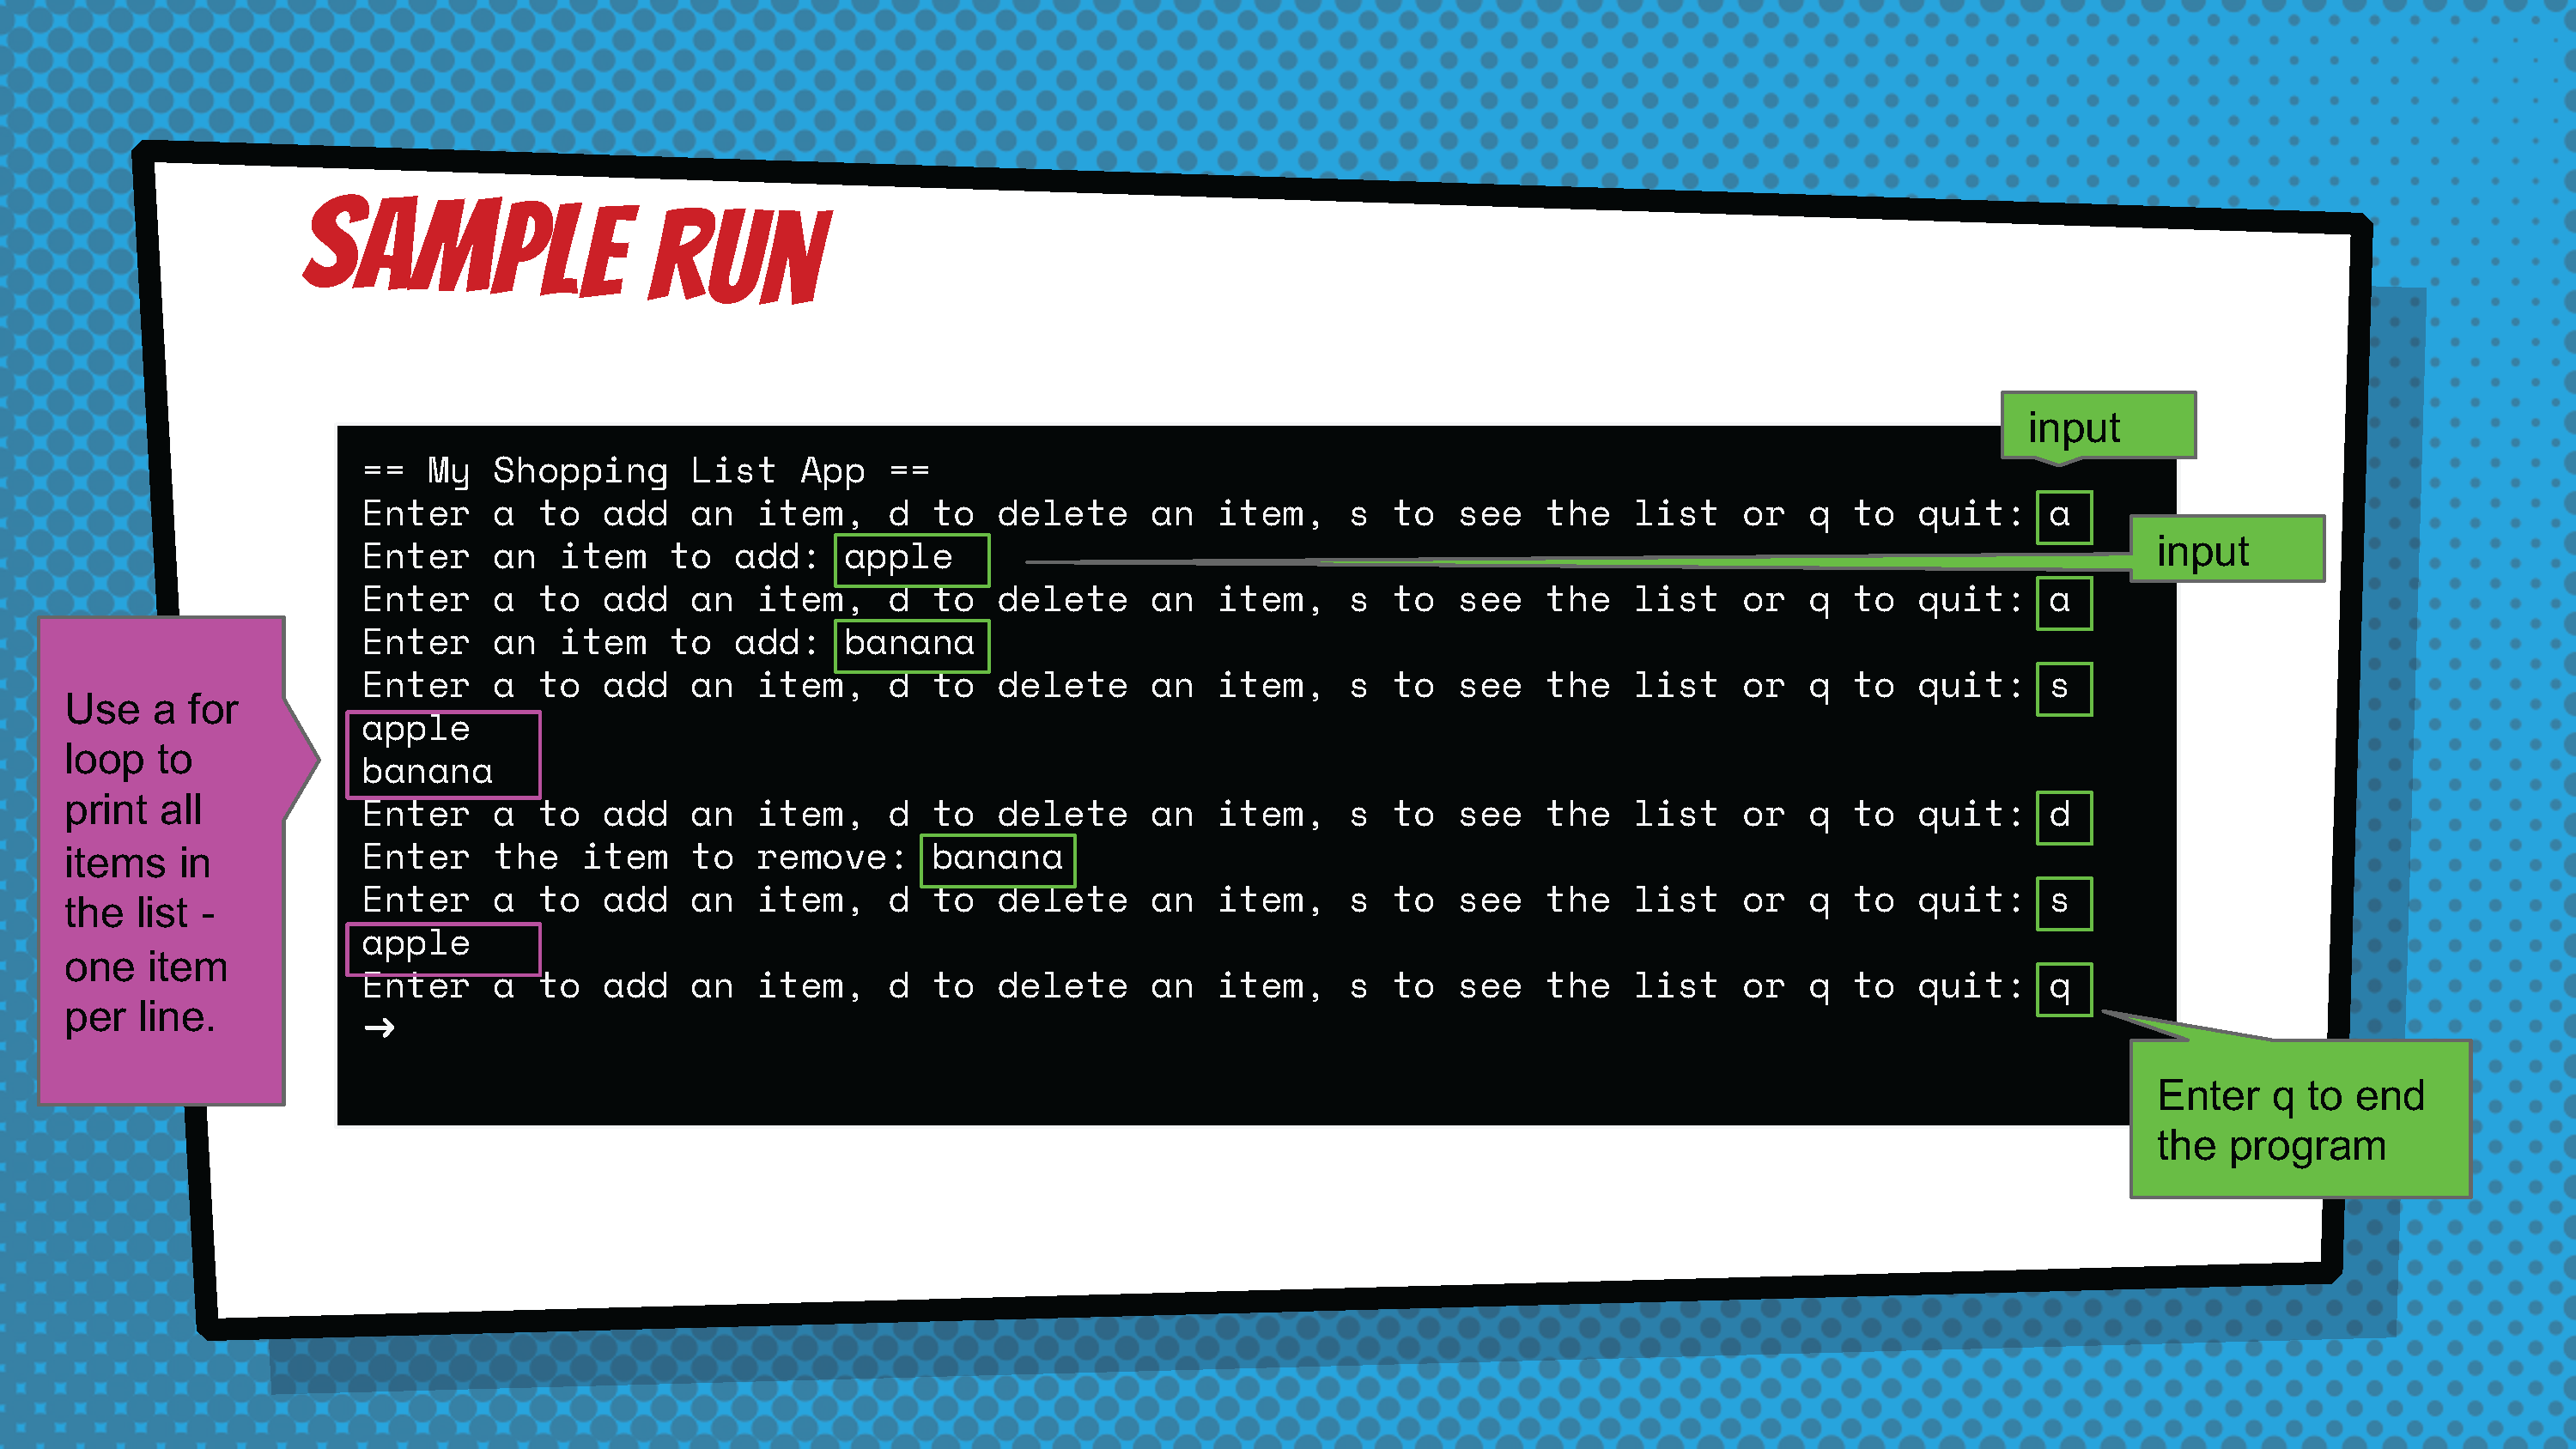 SAMPLE RUN
input
== My Shopping List App ==
Enter a to add an item, d to delete an item, s to see the list or q to quit: a
Enter an item to add: apple
input
Enter a to add an item, d to delete an item, s to see the list or q to quit: a
Enter an item to add: banana
Enter a to add an item, d to delete an item, s to see the list or q to quit: s
apple
banana
Enter a to add an item, d to delete an item, s to see the list or q to quit: d
Enter the item to remove: banana
Enter a to add an item, d to delete an item, s to see the list or q to quit: s
apple
Enter a to add an item, d to delete an item, s to see the list or q to quit: q
→
Use a for
loop to
print all
items in
the list -
one item
per line.
Enter q to end
the program